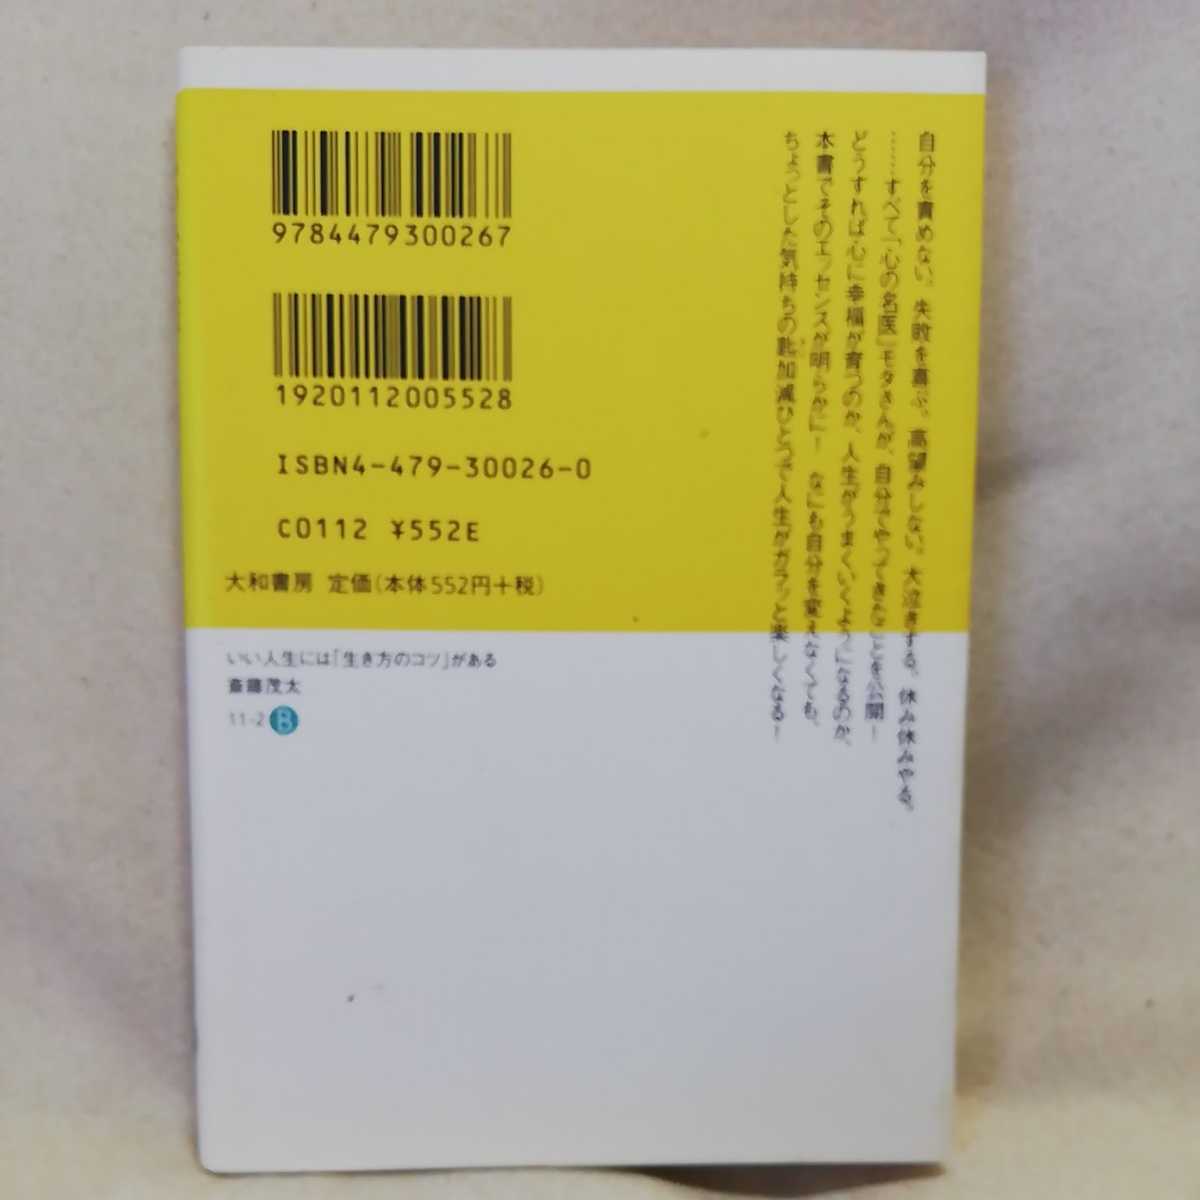 自分を責めない。失敗を喜ぶ。高望みしない。大泣きする。休み休みやる。
……すべて「心の名医」モタさんが、自分でやってきたことを公開！
どうすれば心に幸福が育つのか、人生がうまくいくようになるのか、
本書でそのエッセンスが明らかに！　なにも自分を変えなくても、
ちょっとした気持ちの匙加減ひとつで人生がガラッと楽しくなる！
9784479300267
1920112005528
ISBN4-479-30026-0
C0112 ¥552E
大和書房 定価(本体552円+税)
いい人生には「生き方のコツ」がある
斎藤茂太
11-2 B